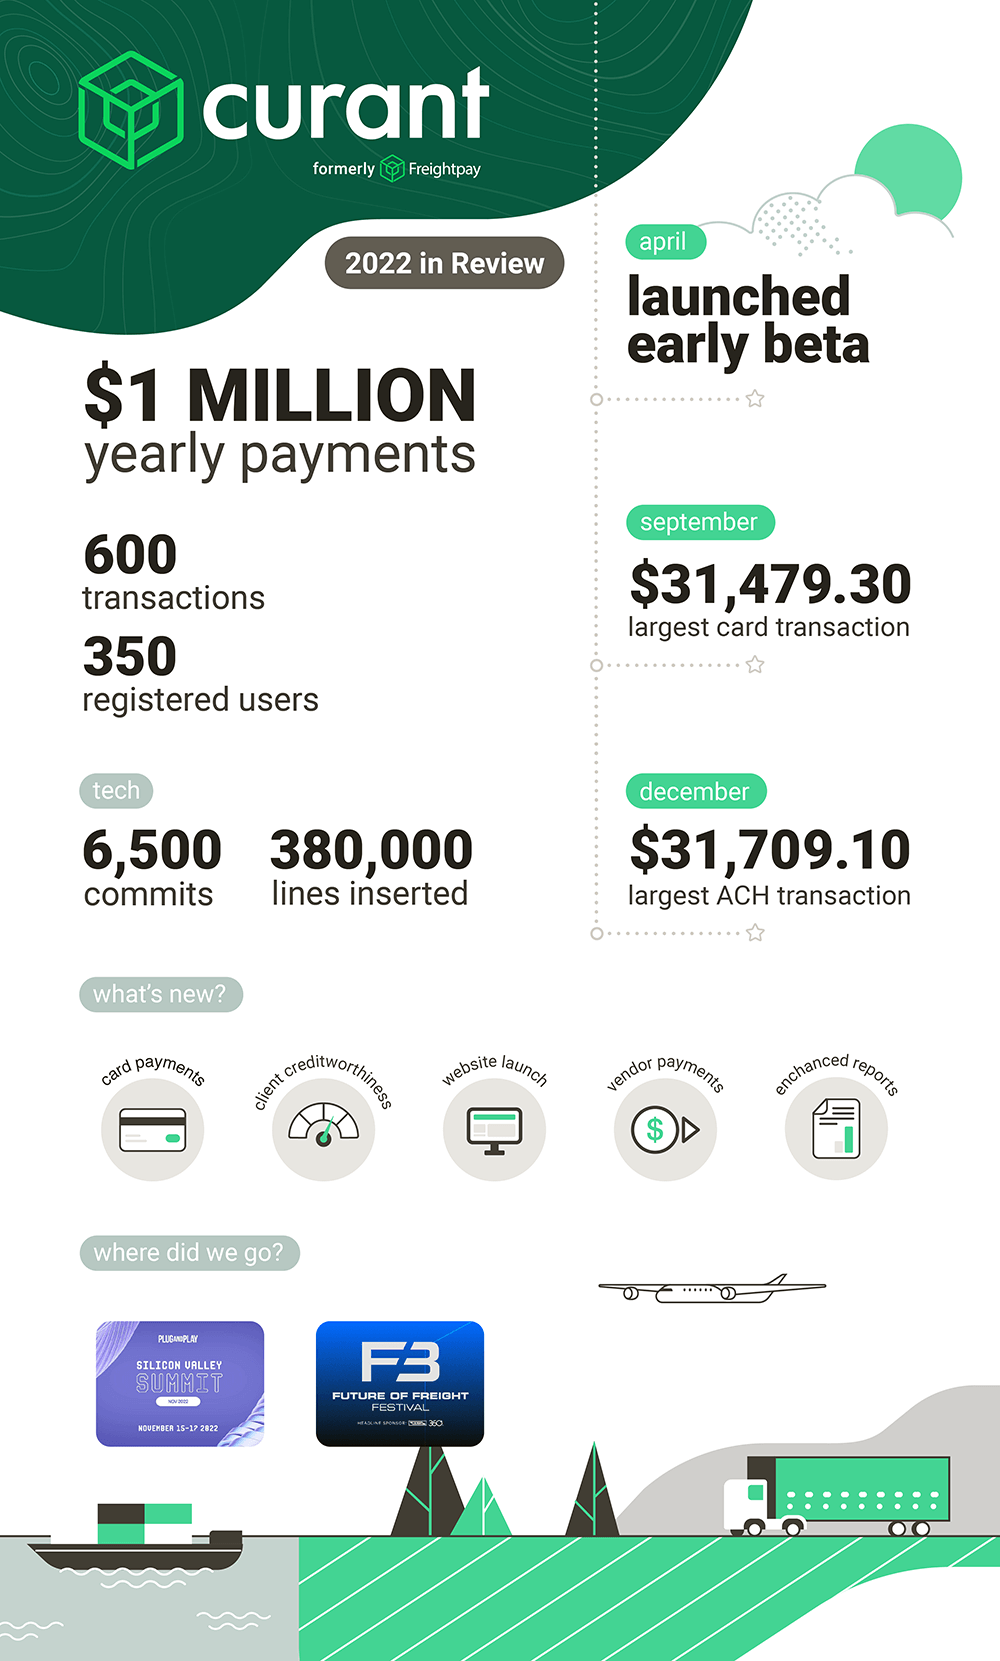 curant
formerly Freightpay
2022 in Review
$1 MILLION
yearly payments
600
transactions
350
registered users
tech
6,500
commits
380,000
lines inserted
april
launched
early beta
september
$31,479.30
largest card transaction
december
$31,709.10
largest ACH transaction
what's new?
card payments
client creditworthiness
website launch
vendor payments
enchanced reports
where did we go?
PLUGANDPLAY
SILICON VALLEY
SUMMIT
NOV 2022
NOVEMBER 15-17 2022
F3
FUTURE OF FREIGHT
FESTIVAL
HEADLINE SPONSOR: 360